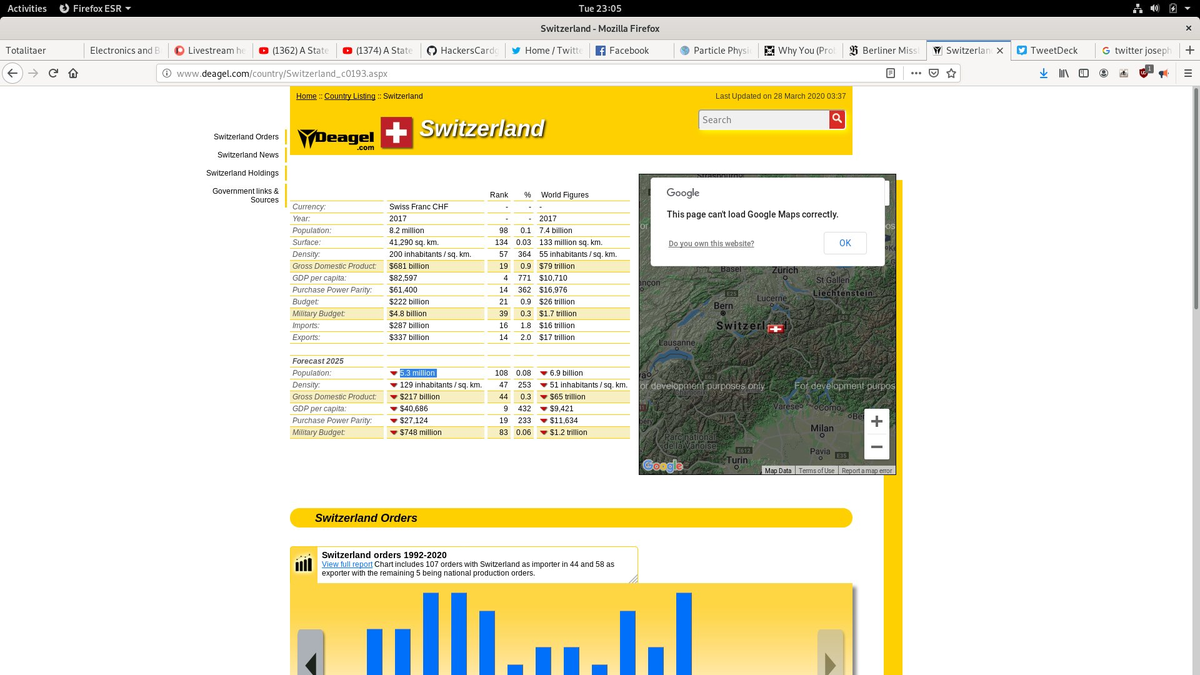 Activities Firefox ESR Tue 23:05
Switzerland - Mozilla Firefox
Totalitaer Electronics and B Livestream h (1362) A State (1374) A State HackersCard Home / Twitt Facebook Particle Physi Why You (Pro Berliner Miss Switzerlan TweetDeck twitter joseph
www.deagel.com/country/Switzerland_c0193.aspx
Home :: Country Listing :: Switzerland Last Updated on 28 March 2020 03:37
Deagel.com Switzerland Search
Switzerland Orders
Switzerland News
Switzerland Holdings
Government links &
Sources
Rank % World Figures
Currency: Swiss Franc CHF - - -
Year: 2017 - - 2017
Population: 8.2 million 98 0.1 7.4 billion
Surface: 41,290 sq. km. 134 0.03 133 million sq. km.
Density: 200 inhabitants / sq. km. 57 364 55 inhabitants / sq. km.
Gross Domestic Product: $681 billion 19 0.9 $79 trillion
GDP per capita: $82,597 4 771 $10,710
Purchase Power Parity: $61,400 14 362 $16,976
Budget: $222 billion 21 0.9 $26 trillion
Military Budget: $4.8 billion 39 0.3 $1.7 trillion
Imports: $287 billion 16 1.8 $16 trillion
Exports: $337 billion 14 2.0 $17 trillion
Forecast 2025
Population: 5.3 million 108 0.08 6.9 billion
Density: 129 inhabitants / sq. km. 47 253 51 inhabitants / sq. km.
Gross Domestic Product: $217 billion 44 0.3 $65 trillion
GDP per capita: $40,686 9 432 $9,421
Purchase Power Parity: $27,124 19 233 $11,634
Military Budget: $748 million 83 0.06 $1.2 trillion
Google
This page can't load Google Maps correctly.
Do you own this website? OK
Basel Zürich St Gallen
Liechtenstein
Lucerne
Bern
Switzerl d
Lausanne
or development purposes only For development purpos
Varese Como
Milan
Parc national
de la Vanoise
Pavia
Turin
Google Map Data Terms of Use Report a map error
Switzerland Orders
Switzerland orders 1992-2020
View full report Chart includes 107 orders with Switzerland as importer in 44 and 58 as
exporter with the remaining 5 being national production orders.